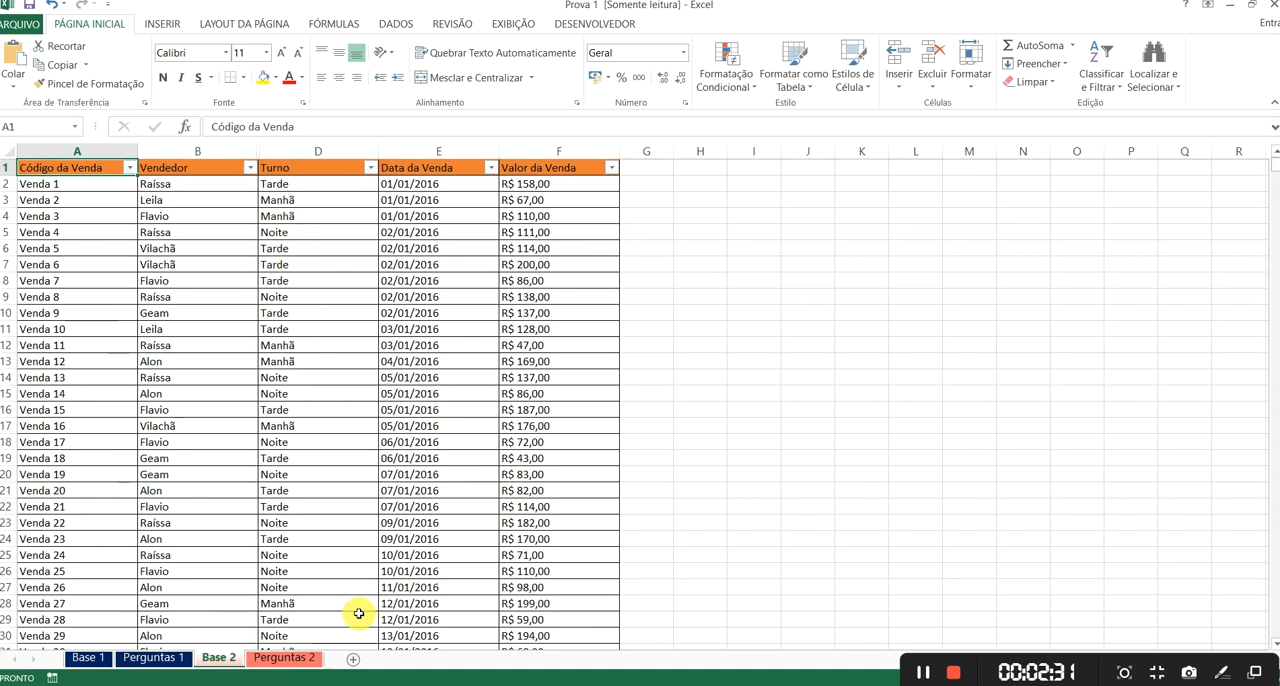 Prova 1 [Somente leitura] - Excel
ARQUIVO PÁGINA INICIAL INSERIR LAYOUT DA PÁGINA FÓRMULAS DADOS REVISÃO EXIBIÇÃO DESENVOLVEDOR Entra
Colar
Recortar
Copiar
Pincel de Formatação
Área de Transferência
Calibri 11
N I S
Fonte
Quebrar Texto Automaticamente
Mesclar e Centralizar
Alinhamento
Geral
% 000
Número
Formatação Condicional
Formatar como Tabela
Estilos de Célula
Estilo
Inserir Excluir Formatar
Células
AutoSoma
Preencher
Limpar
Classificar e Filtrar
Localizar e Selecionar
Edição
A1 fx Código da Venda
A B D E F G H I J K L M N O P Q R
1 Código da Venda Vendedor Turno Data da Venda Valor da Venda
2 Venda 1 Raíssa Tarde 01/01/2016 R$ 158,00
3 Venda 2 Leila Manhã 01/01/2016 R$ 67,00
4 Venda 3 Flavio Manhã 01/01/2016 R$ 110,00
5 Venda 4 Raíssa Noite 02/01/2016 R$ 111,00
6 Venda 5 Vilachã Tarde 02/01/2016 R$ 114,00
7 Venda 6 Vilachã Tarde 02/01/2016 R$ 200,00
8 Venda 7 Flavio Tarde 02/01/2016 R$ 86,00
9 Venda 8 Raíssa Noite 02/01/2016 R$ 138,00
10 Venda 9 Geam Tarde 02/01/2016 R$ 137,00
11 Venda 10 Leila Tarde 03/01/2016 R$ 128,00
12 Venda 11 Raíssa Manhã 03/01/2016 R$ 47,00
13 Venda 12 Alon Manhã 04/01/2016 R$ 169,00
14 Venda 13 Raíssa Noite 05/01/2016 R$ 137,00
15 Venda 14 Alon Noite 05/01/2016 R$ 86,00
16 Venda 15 Flavio Tarde 05/01/2016 R$ 187,00
17 Venda 16 Vilachã Manhã 05/01/2016 R$ 176,00
18 Venda 17 Flavio Noite 06/01/2016 R$ 72,00
19 Venda 18 Geam Tarde 06/01/2016 R$ 43,00
20 Venda 19 Geam Noite 07/01/2016 R$ 83,00
21 Venda 20 Alon Tarde 07/01/2016 R$ 82,00
22 Venda 21 Flavio Tarde 07/01/2016 R$ 114,00
23 Venda 22 Raíssa Noite 09/01/2016 R$ 182,00
24 Venda 23 Alon Tarde 09/01/2016 R$ 170,00
25 Venda 24 Raíssa Noite 10/01/2016 R$ 71,00
26 Venda 25 Flavio Noite 10/01/2016 R$ 110,00
27 Venda 26 Alon Noite 11/01/2016 R$ 98,00
28 Venda 27 Geam Manhã 12/01/2016 R$ 199,00
29 Venda 28 Flavio Tarde 12/01/2016 R$ 59,00
30 Venda 29 Alon Noite 13/01/2016 R$ 194,00
Base 1 Perguntas 1 Base 2 Perguntas 2
PRONTO
00:02:31